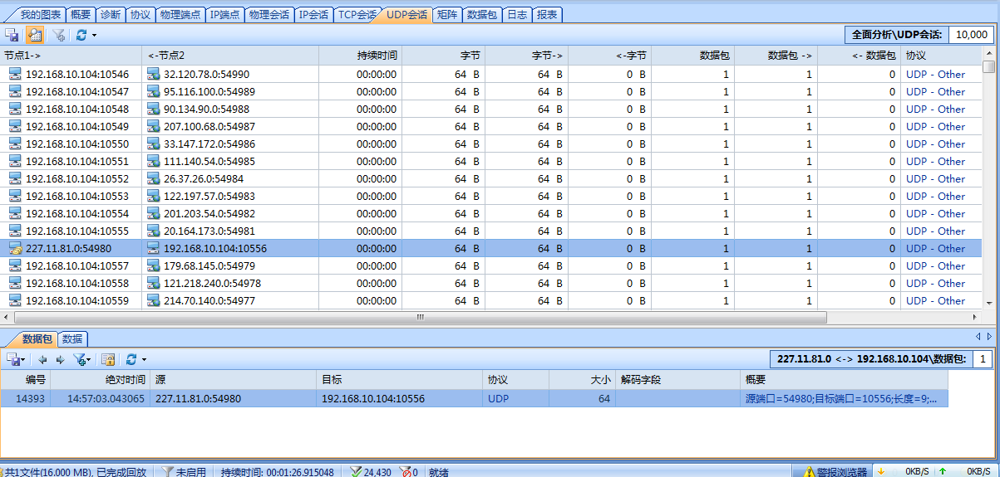 我的图表 概要 诊断 协议 物理端点 IP端点 物理会话 IP会话 TCP会话 UDP会话 矩阵 数据包 日志 报表
全面分析\UDP会话: 10,000
节点1-> <-节点2 持续时间 字节 字节-> <-字节 数据包 数据包 -> <- 数据包 协议
192.168.10.104:10546 32.120.78.0:54990 00:00:00 64 B 64 B 0 B 1 1 0 UDP - Other
192.168.10.104:10547 95.116.100.0:54989 00:00:00 64 B 64 B 0 B 1 1 0 UDP - Other
192.168.10.104:10548 90.134.90.0:54988 00:00:00 64 B 64 B 0 B 1 1 0 UDP - Other
192.168.10.104:10549 207.100.68.0:54987 00:00:00 64 B 64 B 0 B 1 1 0 UDP - Other
192.168.10.104:10550 33.147.172.0:54986 00:00:00 64 B 64 B 0 B 1 1 0 UDP - Other
192.168.10.104:10551 111.140.54.0:54985 00:00:00 64 B 64 B 0 B 1 1 0 UDP - Other
192.168.10.104:10552 26.37.26.0:54984 00:00:00 64 B 64 B 0 B 1 1 0 UDP - Other
192.168.10.104:10553 122.197.57.0:54983 00:00:00 64 B 64 B 0 B 1 1 0 UDP - Other
192.168.10.104:10554 201.203.54.0:54982 00:00:00 64 B 64 B 0 B 1 1 0 UDP - Other
192.168.10.104:10555 20.164.173.0:54981 00:00:00 64 B 64 B 0 B 1 1 0 UDP - Other
227.11.81.0:54980 192.168.10.104:10556 00:00:00 64 B 64 B 0 B 1 1 0 UDP - Other
192.168.10.104:10557 179.68.145.0:54979 00:00:00 64 B 64 B 0 B 1 1 0 UDP - Other
192.168.10.104:10558 121.218.240.0:54978 00:00:00 64 B 64 B 0 B 1 1 0 UDP - Other
192.168.10.104:10559 214.70.140.0:54977 00:00:00 64 B 64 B 0 B 1 1 0 UDP - Other
数据包 数据
227.11.81.0 <-> 192.168.10.104\数据包: 1
编号 绝对时间 源 目标 协议 大小 解码字段 概要
14393 14:57:03.043065 227.11.81.0:54980 192.168.10.104:10556 UDP 64 源端口=54980;目标端口=10556;长度=9;...
共1文件(16.000 MB), 已完成回放 未启用 持续时间: 00:01:26.915048 24,430 0 就绪 警报浏览器 0KB/S 0KB/S